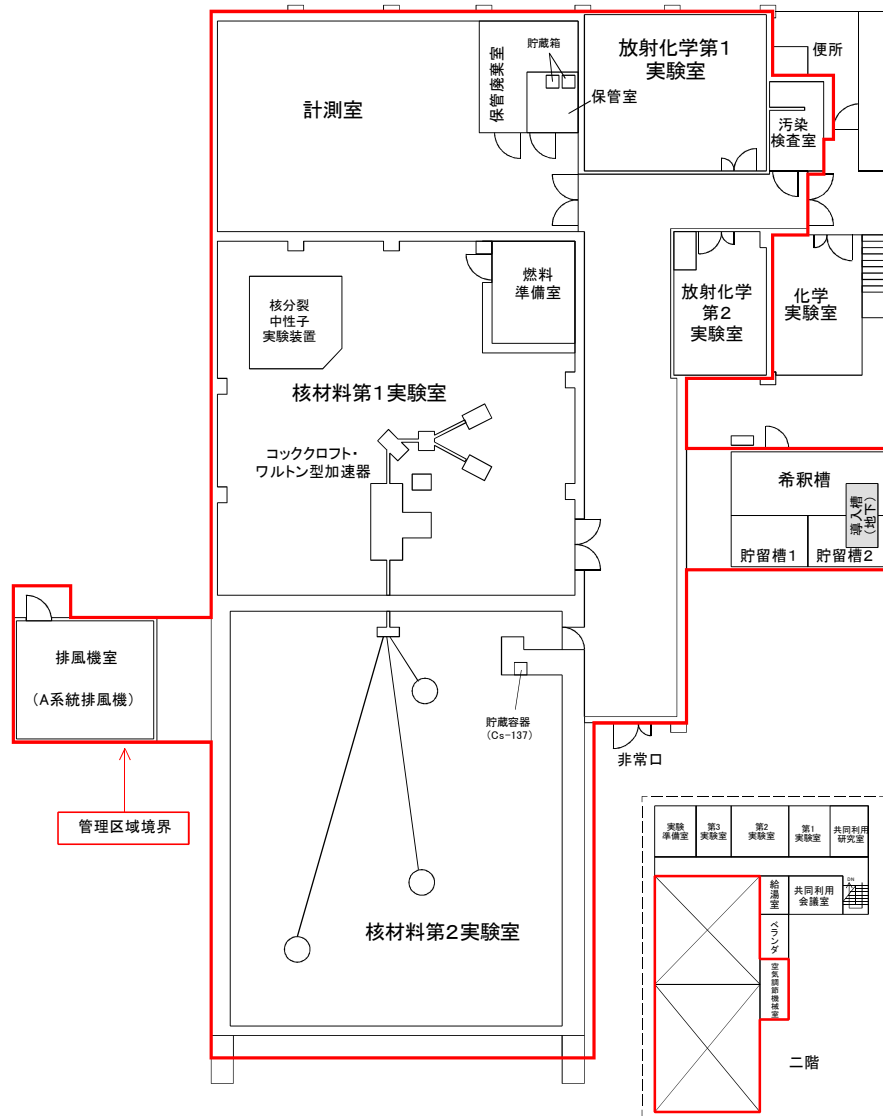 保管廃棄室
貯蔵箱
保管室
放射化学第1
実験室
便所
計測室
汚染
検査室
燃料
準備室
放射化学
第2
実験室
化学
実験室
核分裂
中性子
実験装置
核材料第1実験室
コッククロフト・
ワルトン型加速器
希釈槽
導入槽
(地下)
貯留槽1
貯留槽2
排風機室
(A系統排風機)
貯蔵容器
(Cs-137)
非常口
管理区域境界
核材料第2実験室
実験
準備室
第3
実験室
第2
実験室
第1
実験室
共同利用
研究室
給湯室
共同利用
会議室
DN
ベランダ
空気調節機械室
二階